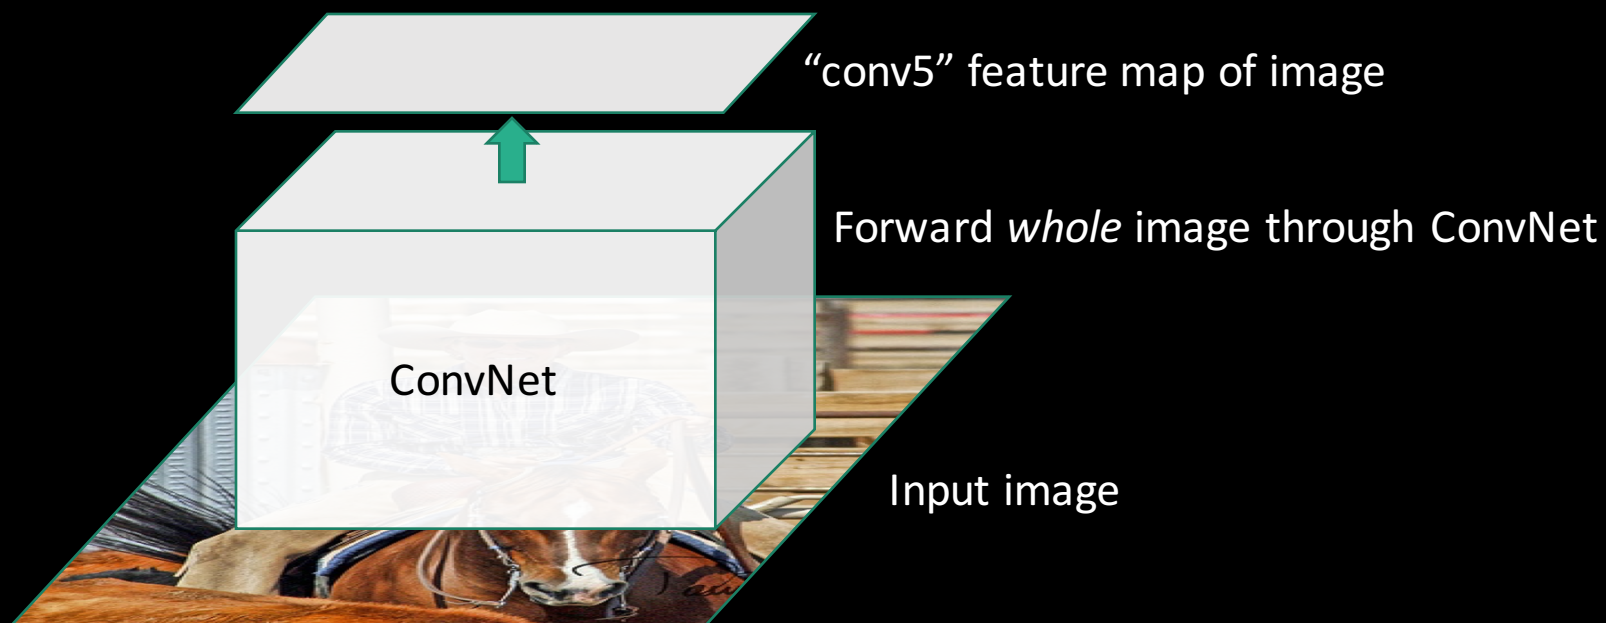 “conv5” feature map of image
Forward whole image through ConvNet
ConvNet
Input image